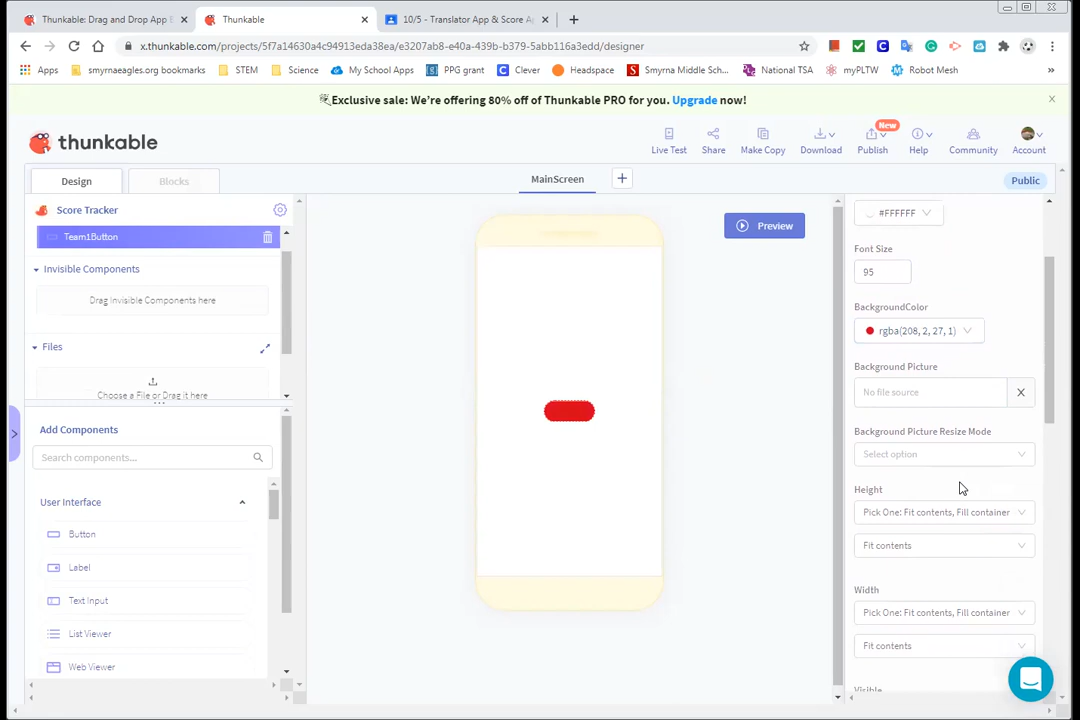 Thunkable: Drag and Drop App B
Thunkable
10/5 - Translator App & Score A
x.thunkable.com/projects/5f7a14630a4c94913eda38ea/e3207ab8-e40a-439b-b379-5abb116a3edd/designer
Apps smyrnaeagles.org bookmarks STEM Science My School Apps PPG grant Clever Headspace Smyrna Middle Sch... National TSA myPLTW Robot Mesh »
Exclusive sale: We're offering 80% off of Thunkable PRO for you. Upgrade now!
thunkable
New
Live Test Share Make Copy Download Publish Help Community Account
Design Blocks
MainScreen
Public
Score Tracker
Team1Button
Invisible Components
Drag Invisible Components here
Files
Choose a File or Drag it here
Add Components
Search components...
User Interface
Button
Label
Text Input
List Viewer
Web Viewer
Preview
#FFFFFF
Font Size
95
BackgroundColor
rgba(208, 2, 27, 1)
Background Picture
No file source
Background Picture Resize Mode
Select option
Height
Pick One: Fit contents, Fill container
Fit contents
Width
Pick One: Fit contents, Fill container
Fit contents
Visible